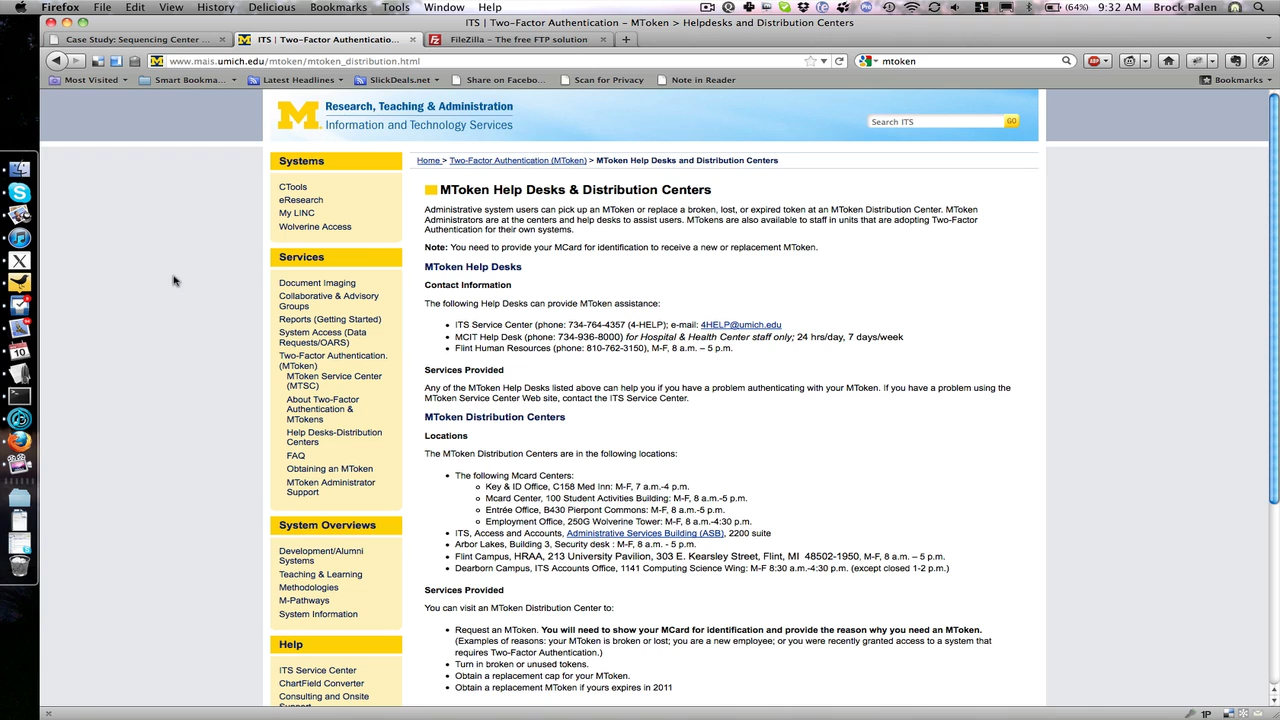 Firefox File Edit View History Delicious Bookmarks Tools Window Help (64%) 9:32 AM Brock Palen
ITS | Two-Factor Authentication - MToken > Helpdesks and Distribution Centers
Case Study: Sequencing Center ... ITS | Two-Factor Authenticatio... FileZilla - The free FTP solution
www.mais.umich.edu/mtoken/mtoken_distribution.html mtoken
Most Visited Smart Bookma... Latest Headlines SlickDeals.net Share on Facebo... Scan for Privacy Note in Reader Bookmarks
Research, Teaching & Administration
Information and Technology Services
Search ITS GO
Systems
CTools
eResearch
My LINC
Wolverine Access
Services
Document Imaging
Collaborative & Advisory
Groups
Reports (Getting Started)
System Access (Data
Requests/OARS)
Two-Factor Authentication.
(MToken)
MToken Service Center
(MTSC)
About Two-Factor
Authentication &
MTokens
Help Desks-Distribution
Centers
FAQ
Obtaining an MToken
MToken Administrator
Support
System Overviews
Development/Alumni
Systems
Teaching & Learning
Methodologies
M-Pathways
System Information
Help
ITS Service Center
ChartField Converter
Consulting and Onsite
Home > Two-Factor Authentication (MToken) > MToken Help Desks and Distribution Centers
MToken Help Desks & Distribution Centers
Administrative system users can pick up an MToken or replace a broken, lost, or expired token at an MToken Distribution Center. MToken
Administrators are at the centers and help desks to assist users. MTokens are also available to staff in units that are adopting Two-Factor
Authentication for their own systems.
Note: You need to provide your MCard for identification to receive a new or replacement MToken.
MToken Help Desks
Contact Information
The following Help Desks can provide MToken assistance:
• ITS Service Center (phone: 734-764-4357 (4-HELP); e-mail: 4HELP@umich.edu
• MCIT Help Desk (phone: 734-936-8000) for Hospital & Health Center staff only; 24 hrs/day, 7 days/week
• Flint Human Resources (phone: 810-762-3150), M-F, 8 a.m. – 5 p.m.
Services Provided
Any of the MToken Help Desks listed above can help you if you have a problem authenticating with your MToken. If you have a problem using the
MToken Service Center Web site, contact the ITS Service Center.
MToken Distribution Centers
Locations
The MToken Distribution Centers are in the following locations:
• The following Mcard Centers:
Key & ID Office, C158 Med Inn: M-F, 7 a.m.-4 p.m.
Mcard Center, 100 Student Activities Building: M-F, 8 a.m.-5 p.m.
Entrée Office, B430 Pierpont Commons: M-F, 8 a.m.-5 p.m.
Employment Office, 250G Wolverine Tower: M-F, 8 a.m.-4:30 p.m.
• ITS, Access and Accounts, Administrative Services Building (ASB), 2200 suite
• Arbor Lakes, Building 3, Security desk : M-F, 8 a.m. - 5 p.m.
• Flint Campus, HRAA, 213 University Pavilion, 303 E. Kearsley Street, Flint, MI 48502-1950, M-F, 8 a.m. – 5 p.m.
• Dearborn Campus, ITS Accounts Office, 1141 Computing Science Wing: M-F 8:30 a.m.-4:30 p.m. (except closed 1-2 p.m.)
Services Provided
You can visit an MToken Distribution Center to:
• Request an MToken. You will need to show your MCard for identification and provide the reason why you need an MToken.
(Examples of reasons: your MToken is broken or lost; you are a new employee; or you were recently granted access to a system that
requires Two-Factor Authentication.)
• Turn in broken or unused tokens.
• Obtain a replacement cap for your MToken.
• Obtain a replacement MToken if yours expires in 2011